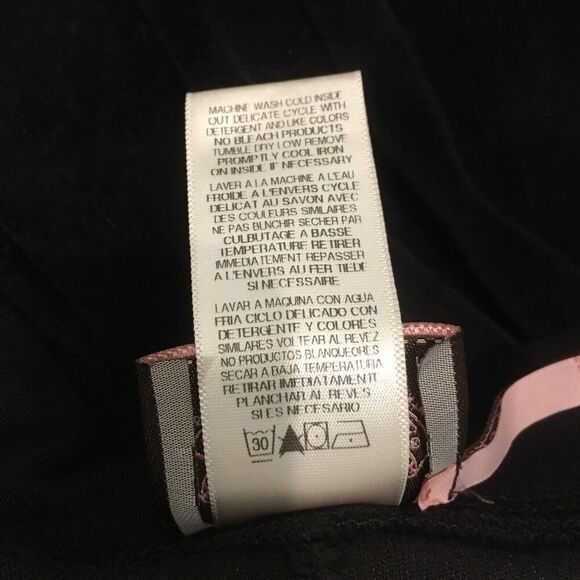 MACHINE WASH COLD INSIDE
OUT DELICATE CYCLE WITH
DETERGENT AND LIKE COLORS
NO BLEACH PRODUCTS
TUMBLE DRY LOW REMOVE
PROMPTLY COOL IRON
ON INSIDE IF NECESSARY
LAVER A LA MACHINE A L'EAU
FROIDE A L'ENVERS CYCLE
DELICAT AU SAVON AVEC
DES COULEURS SIMILAIRES
NE PAS BLNCHIR SECHER PAR
CULBUTAGE A BASSE
TEMPERATURE RETIRER
IMMEDIATEMENT REPASSER
A L'ENVERS AU FER TIEDE
SI NECESSAIRE
LAVAR A MAQUINA CON AGUA
FRIA CICLO DELICADO CON
DETERGENTE Y COLORES
SIMILARES VOLTEAR AL REVEZ
NO PRODUCTOS BLANQUEORES
SECAR A BAJA TEMPERATURA
RETIRAR IMMEDIATAMENTE
PLANCHAR AL REVES
SI ES NECESARIO
30